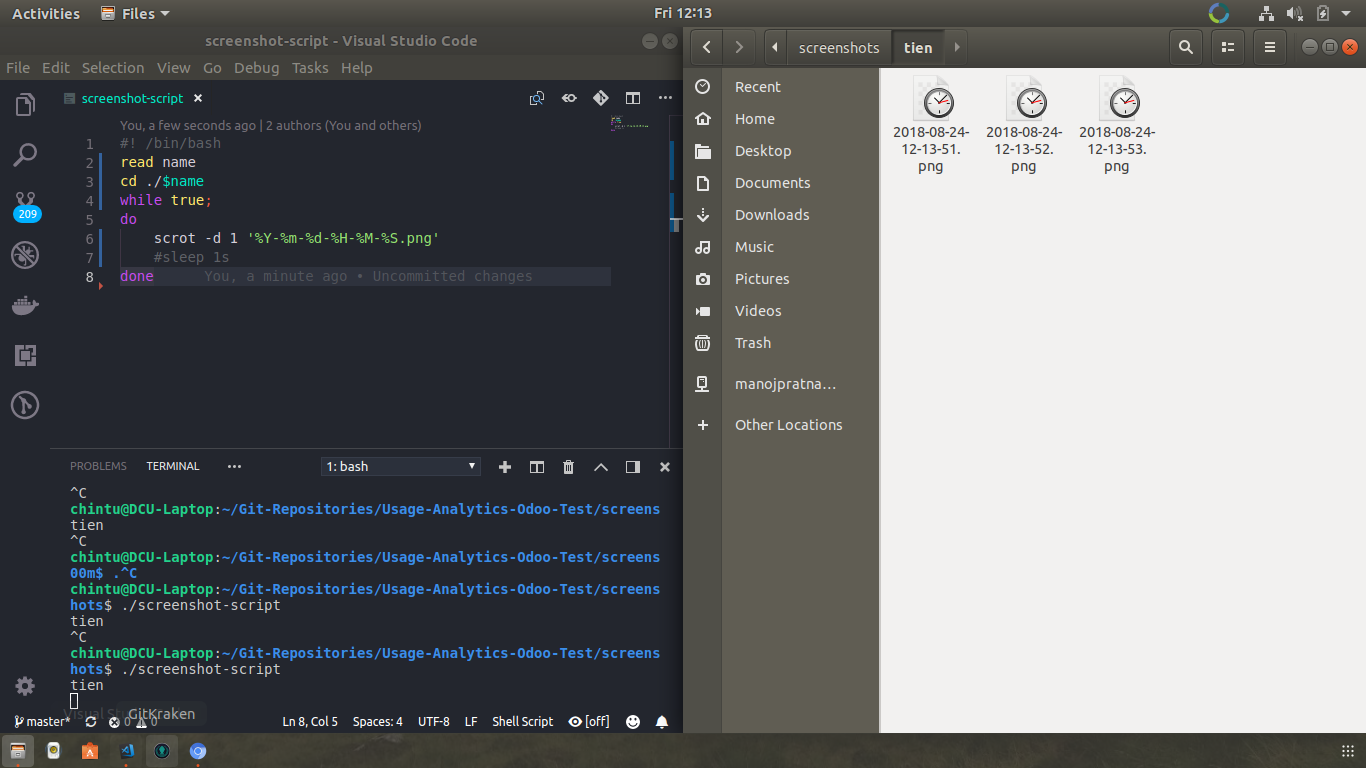 Activities
Files
Fri 12:13
screenshot-script - Visual Studio Code
File Edit Selection View Go Debug Tasks Help
screenshot-script
You, a few seconds ago | 2 authors (You and others)
1 #! /bin/bash
2 read name
3 cd ./$name
4 while true;
5 do
6 scrot -d 1 '%Y-%m-%d-%H-%M-%S.png'
7 #sleep 1s
8 done You, a minute ago • Uncommitted changes
209
PROBLEMS TERMINAL ••• 1: bash
^C
chintu@DCU-Laptop:~/Git-Repositories/Usage-Analytics-Odoo-Test/screens
tien
^C
chintu@DCU-Laptop:~/Git-Repositories/Usage-Analytics-Odoo-Test/screens
00m$ .^C
chintu@DCU-Laptop:~/Git-Repositories/Usage-Analytics-Odoo-Test/screens
hots$ ./screenshot-script
tien
^C
chintu@DCU-Laptop:~/Git-Repositories/Usage-Analytics-Odoo-Test/screens
hots$ ./screenshot-script
tien
Visual Stud
GitKraken
master* 0 0 Ln 8, Col 5 Spaces: 4 UTF-8 LF Shell Script [off]
screenshots tien
Recent
Home
Desktop
Documents
Downloads
Music
Pictures
Videos
Trash
manojpratna…
Other Locations
2018-08-24-
12-13-51.
png
2018-08-24-
12-13-52.
png
2018-08-24-
12-13-53.
png